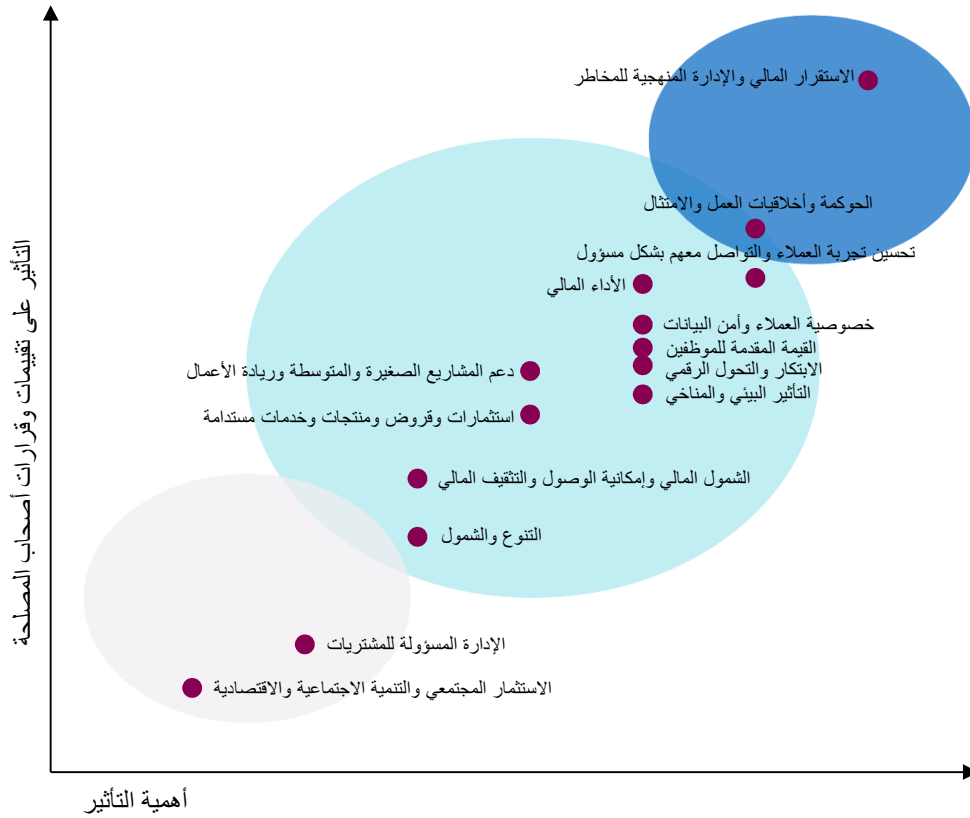 التأثير على تقييمات وقرارات أصحاب المصلحة
الاستقرار المالي والإدارة المنهجية للمخاطر
الحوكمة وأخلاقيات العمل والامتثال
تحسين تجربة العملاء والتواصل معهم بشكل مسؤول
الأداء المالي
خصوصية العملاء وأمن البيانات
القيمة المقدمة للموظفين
الابتكار والتحول الرقمي
دعم المشاريع الصغيرة والمتوسطة وريادة الأعمال
التأثير البيئي والمناخي
استثمارات وقروض ومنتجات وخدمات مستدامة
الشمول المالي وإمكانية الوصول والتثقيف المالي
التنوع والشمول
الإدارة المسؤولة للمشتريات
الاستثمار المجتمعي والتنمية الاجتماعية والاقتصادية
أهمية التأثير